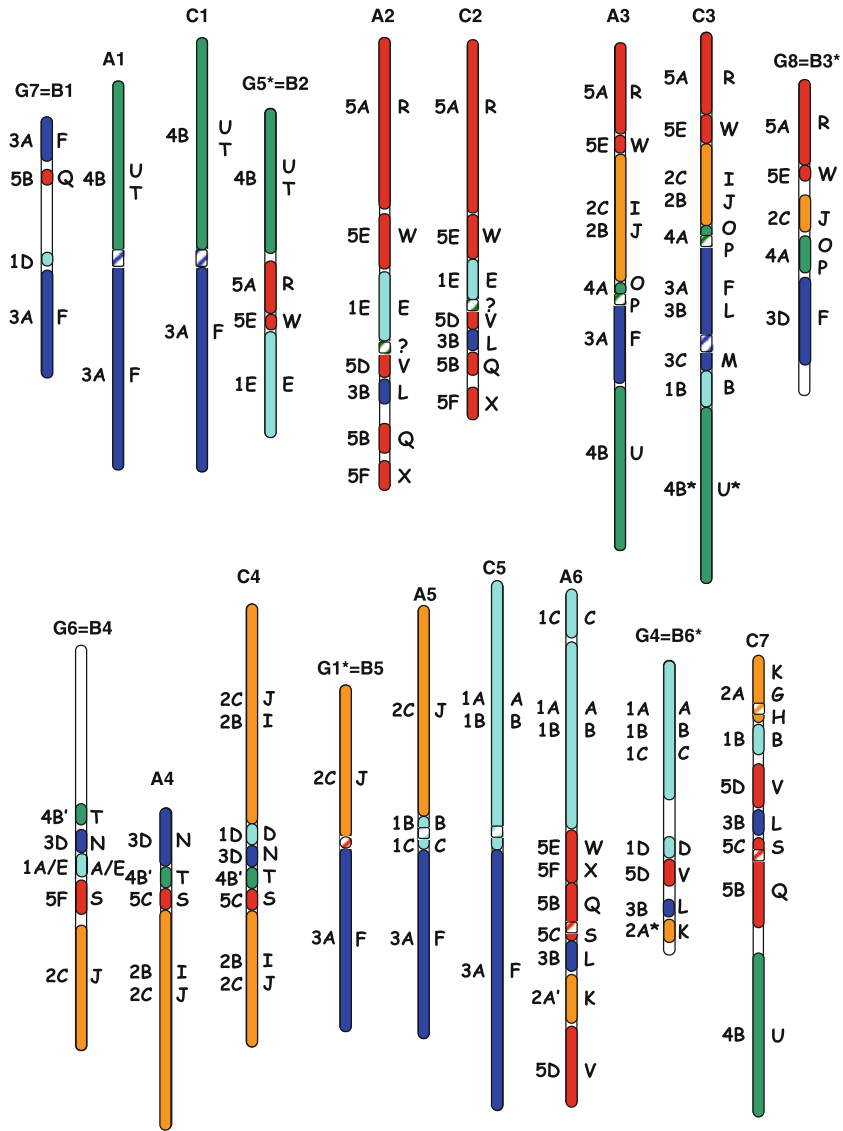 G7=B1
3A F
5B Q
1D
3A F
A1
4B U
T
3A F
C1
4B U
T
3A F
G5*=B2
4B U
T
5A R
5E W
1E E
A2
5A R
5E W
1E E
?
5D V
3B L
5B Q
5F X
C2
5A R
5E W
1E E
?
5D V
3B L
5B Q
5F X
A3
5A R
5E W
2C I
2B J
4A O
P
3A F
4B U
C3
5A R
5E W
2C I
2B J
4A O
P
3A F
3B L
3C M
1B B
4B* U*
G8=B3*
5A R
5E W
2C J
4A O
P
3D F
G6=B4
4B' T
3D N
1A/E A/E
5F S
2C J
A4
3D N
4B' T
5C S
2B I
2C J
C4
2C J
2B I
1D D
3D N
4B' T
5C S
2B I
2C J
G1*=B5
2C J
3A F
A5
2C J
1B B
1C C
3A F
C5
1A A
1B B
3A F
A6
1C C
1A A
1B B
5E W
5F X
5B Q
5C S
3B L
2A' K
5D V
G4=B6*
1A A
1B B
1C C
1D D
5D V
3B L
2A* K
C7
K
2A G
H
1B B
5D V
3B L
5C S
5B Q
4B U